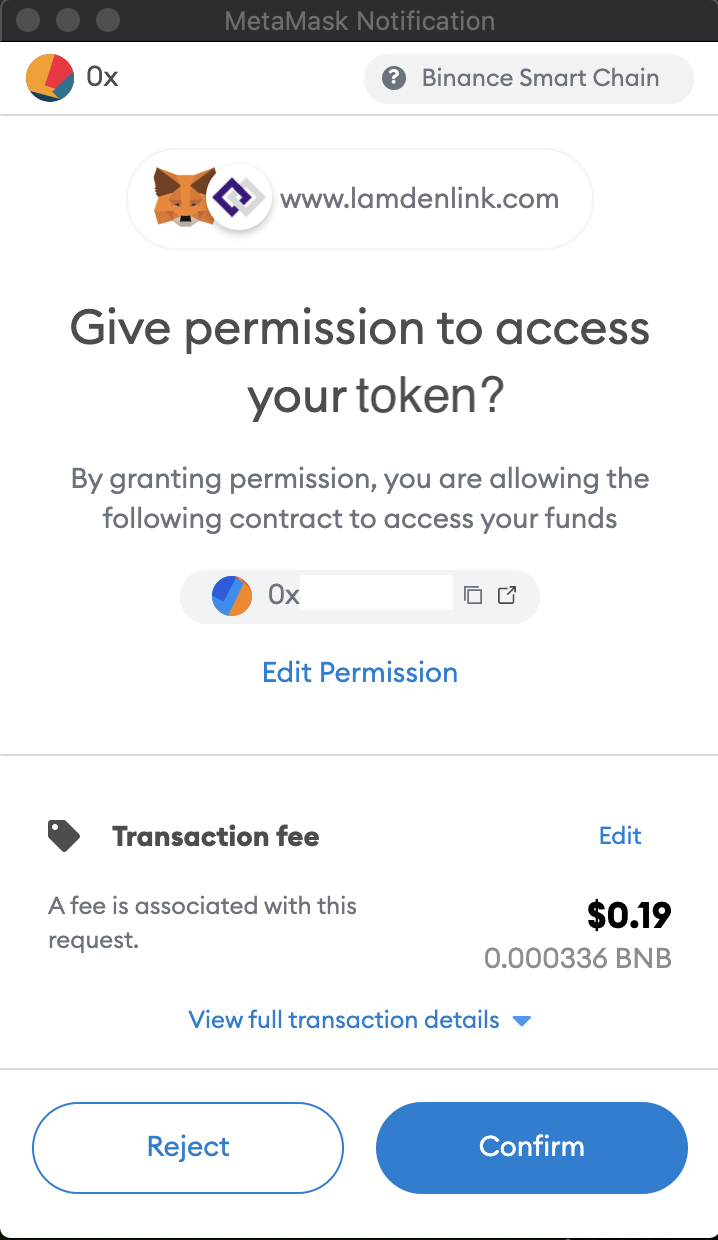 MetaMask Notification
0x
? Binance Smart Chain
www.lamdenlink.com
Give permission to access
your token?
By granting permission, you are allowing the
following contract to access your funds
0x
Edit Permission
Transaction fee
Edit
A fee is associated with this
request.
$0.19
0.000336 BNB
View full transaction details
Reject
Confirm